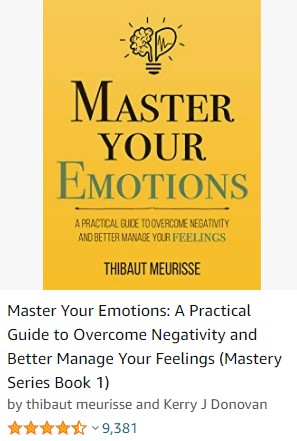 MASTER
YOUR
EMOTIONS
A PRACTICAL GUIDE TO OVERCOME NEGATIVITY
AND BETTER MANAGE YOUR FEELINGS
THIBAUT MEURISSE
Master Your Emotions: A Practical
Guide to Overcome Negativity and
Better Manage Your Feelings (Mastery
Series Book 1)
by thibaut meurisse and Kerry J Donovan
9,381